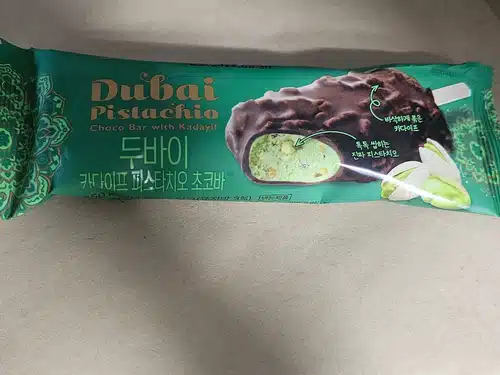 Dubai
Pistachio
Choco Bar with Kadayif
두바이
카다이프 피스타치오 초코바
바삭하게 볶은
카다이프
톡톡 씹히는
진짜 피스타치오